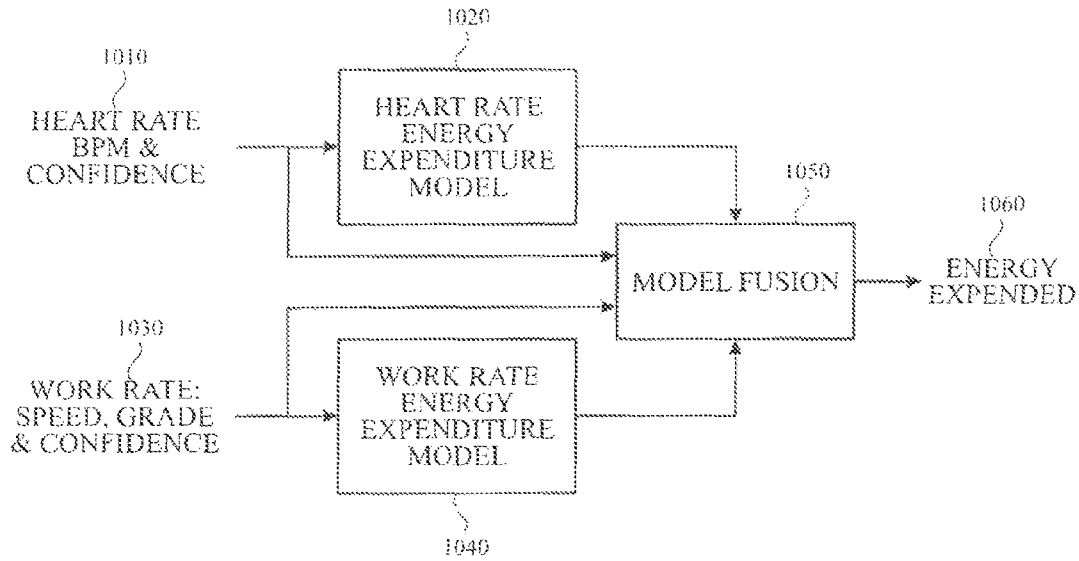 1020
1010
HEART RATE
BPM &
CONFIDENCE
HEART RATE
ENERGY
EXPENDITURE
MODEL
1050
1060
MODEL FUSION
ENERGY
EXPENDED
1030
WORK RATE:
SPEED, GRADE
& CONFIDENCE
WORK RATE
ENERGY
EXPENDITURE
MODEL
1040